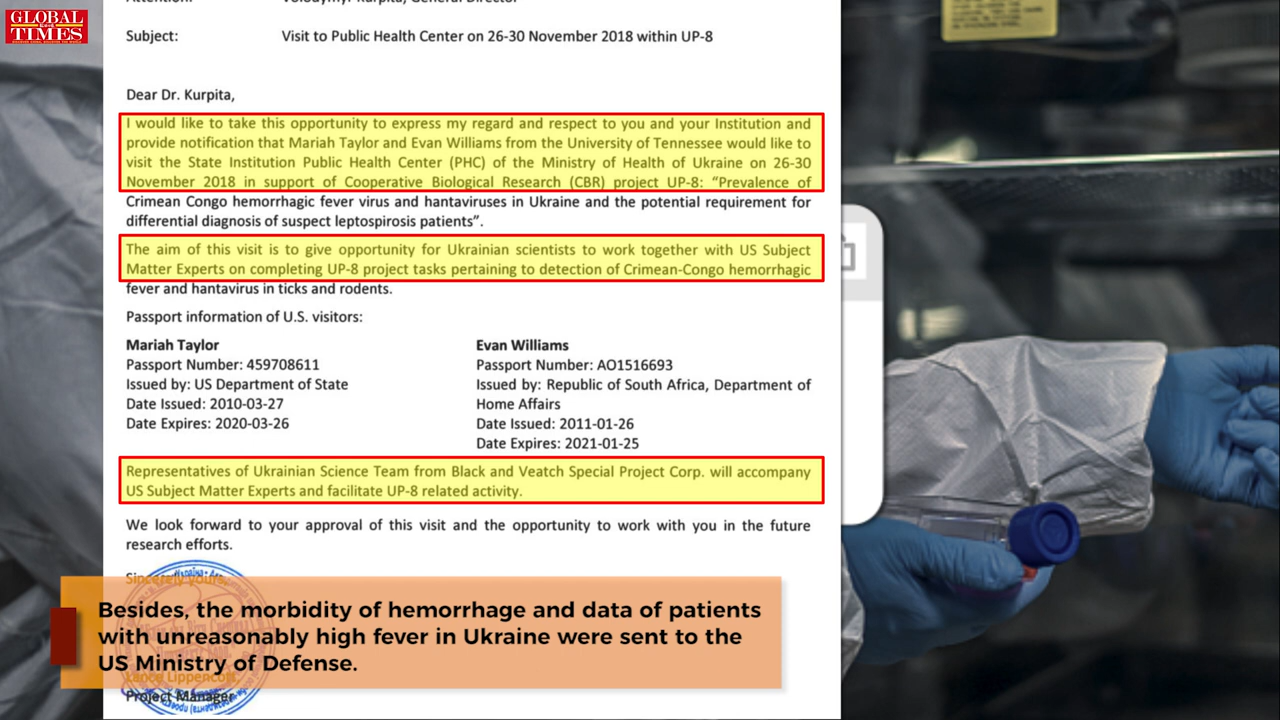 GLOBAL
TIMES
Attention: Volodymyr Kurpita, General Director
Subject: Visit to Public Health Center on 26-30 November 2018 within UP-8
Dear Dr. Kurpita,
I would like to take this opportunity to express my regard and respect to you and your Institution and
provide notification that Mariah Taylor and Evan Williams from the University of Tennessee would like to
visit the State Institution Public Health Center (PHC) of the Ministry of Health of Ukraine on 26-30
November 2018 in support of Cooperative Biological Research (CBR) project UP-8: “Prevalence of
Crimean Congo hemorrhagic fever virus and hantaviruses in Ukraine and the potential requirement for
differential diagnosis of suspect leptospirosis patients”.
The aim of this visit is to give opportunity for Ukrainian scientists to work together with US Subject
Matter Experts on completing UP-8 project tasks pertaining to detection of Crimean-Congo hemorrhagic
fever and hantavirus in ticks and rodents.
Passport information of U.S. visitors:
Mariah Taylor
Passport Number: 459708611
Issued by: US Department of State
Date Issued: 2010-03-27
Date Expires: 2020-03-26
Evan Williams
Passport Number: AO1516693
Issued by: Republic of South Africa, Department of
Home Affairs
Date Issued: 2011-01-26
Date Expires: 2021-01-25
Representatives of Ukrainian Science Team from Black and Veatch Special Project Corp. will accompany
US Subject Matter Experts and facilitate UP-8 related activity.
We look forward to your approval of this visit and the opportunity to work with you in the future
research efforts.
Sincerely yours,
Besides, the morbidity of hemorrhage and data of patients
with unreasonably high fever in Ukraine were sent to the
US Ministry of Defense.
Lance Lippencott
Project Manager